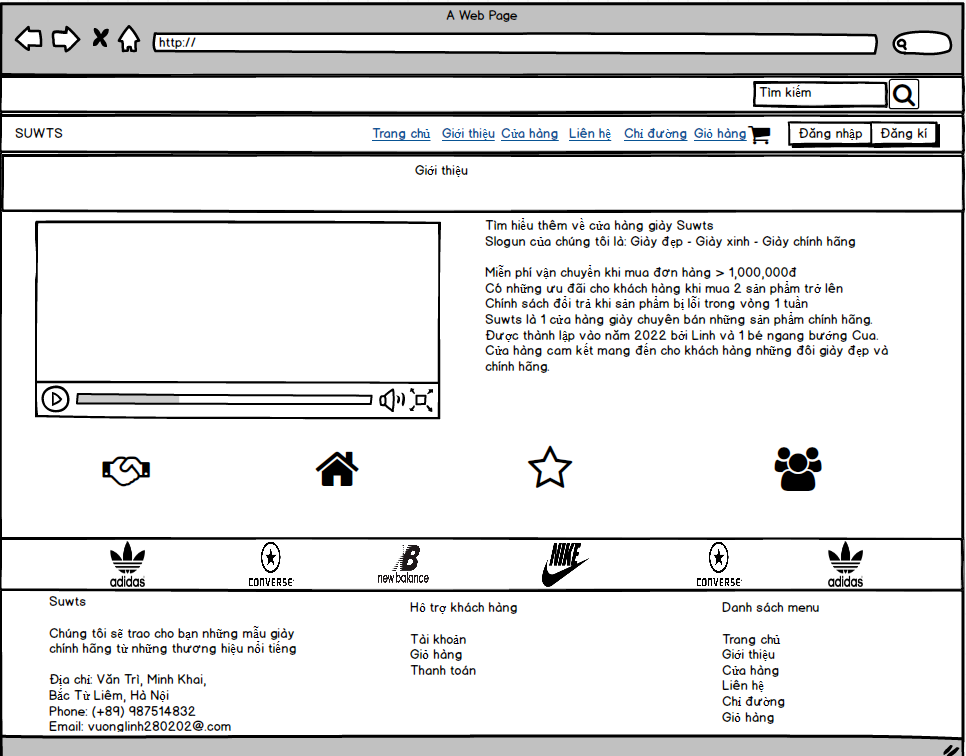 A Web Page
http://
Tìm kiếm
SUWTS
Trang chủ Giới thiệu Cửa hàng Liên hệ Chỉ đường Giỏ hàng Đăng nhập Đăng kí
Giới thiệu
TÌm hiểu thêm về cửa hàng giày Suwts
Slogun của chúng tôi là: Giày đẹp - Giày xinh - Giày chính hãng
Miễn phí vận chuyển khi mua đơn hàng > 1,000,000đ
Có những ưu đãi cho khách hàng khi mua 2 sản phẩm trở lên
Chính sách đổi trả khi sản phẩm bị lỗi trong vòng 1 tuần
Suwts là 1 cửa hàng giày chuyên bán những sản phẩm chính hãng.
Được thành lập vào năm 2022 bởi Linh và 1 bé ngang bướng Cua.
Cửa hàng cam kết mang đến cho khách hàng những đôi giày đẹp và
chính hãng.
adidas CONVERSE new balance NIKE CONVERSE adidas
Suwts
Chúng tôi sẽ trao cho bạn những mẫu giày
chính hãng từ những thương hiệu nổi tiếng
Địa chỉ: Văn Trì, Minh Khai,
Bắc Từ Liêm, Hà Nội
Phone: (+89) 987514832
Email: vuonglinh280202@.com
Hỗ trợ khách hàng
Tài khoản
Giỏ hàng
Thanh toán
Danh sách menu
Trang chủ
Giới thiệu
Cửa hàng
Liên hệ
Chỉ đường
Giỏ hàng